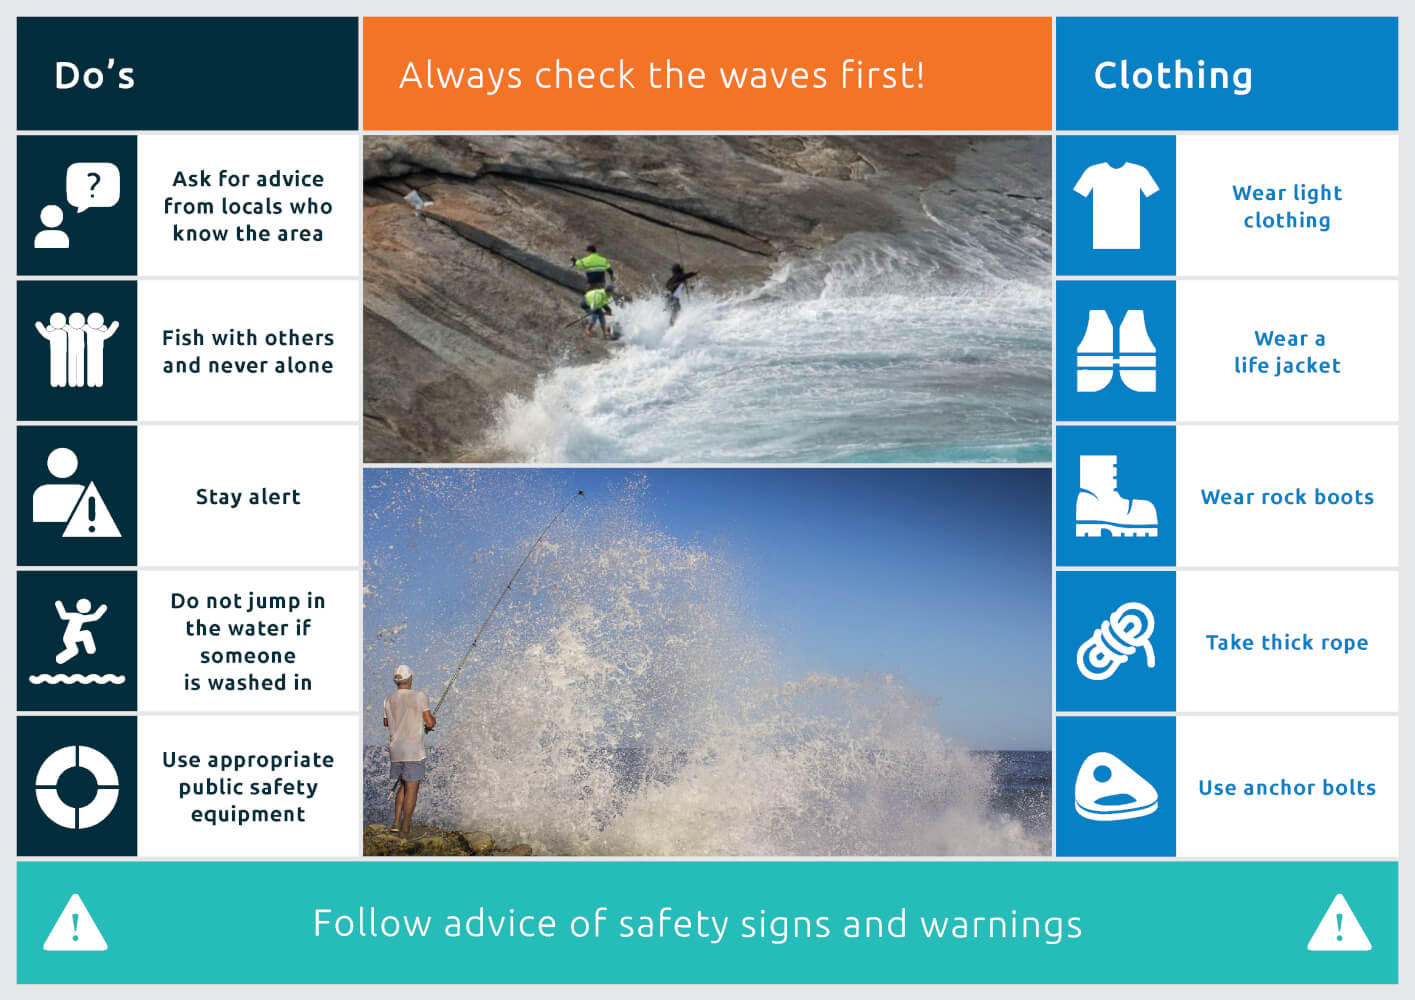 Do's
Always check the waves first!
Clothing
?
Ask for advice
from locals who
know the area
Fish with others
and never alone
Stay alert
!
Do not jump in
the water if
someone
is washed in
Use appropriate
public safety
equipment
Wear light
clothing
Wear a
life jacket
Wear rock boots
Take thick rope
Use anchor bolts
!
Follow advice of safety signs and warnings
!